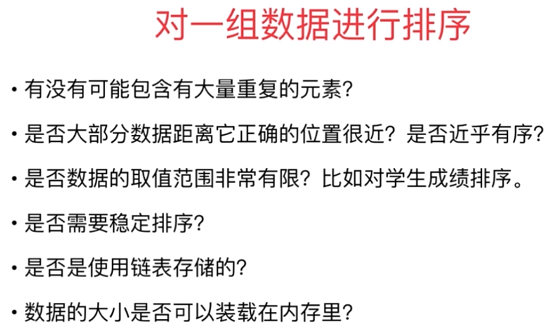 对一组数据进行排序
• 有没有可能包含有大量重复的元素？
• 是否大部分数据距离它正确的位置很近？是否近乎有序？
• 是否数据的取值范围非常有限？比如对学生成绩排序。
• 是否需要稳定排序？
• 是否是使用链表存储的？
• 数据的大小是否可以装载在内存里？